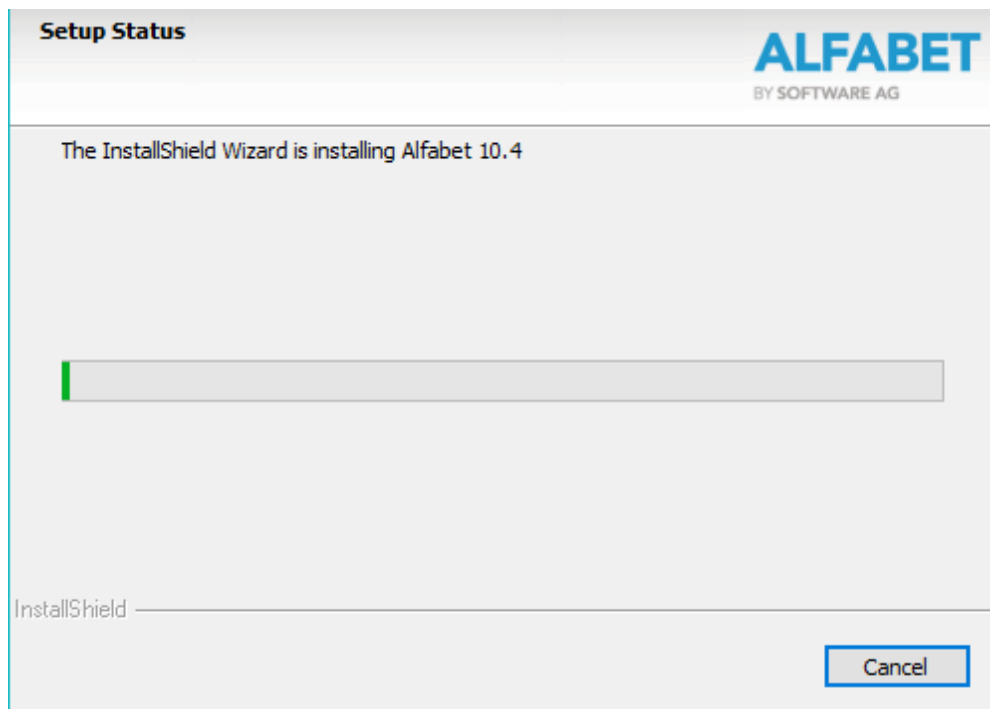 Setup Status
ALFABET
BY SOFTWARE AG
The InstallShield Wizard is installing Alfabet 10.4
InstallShield
Cancel